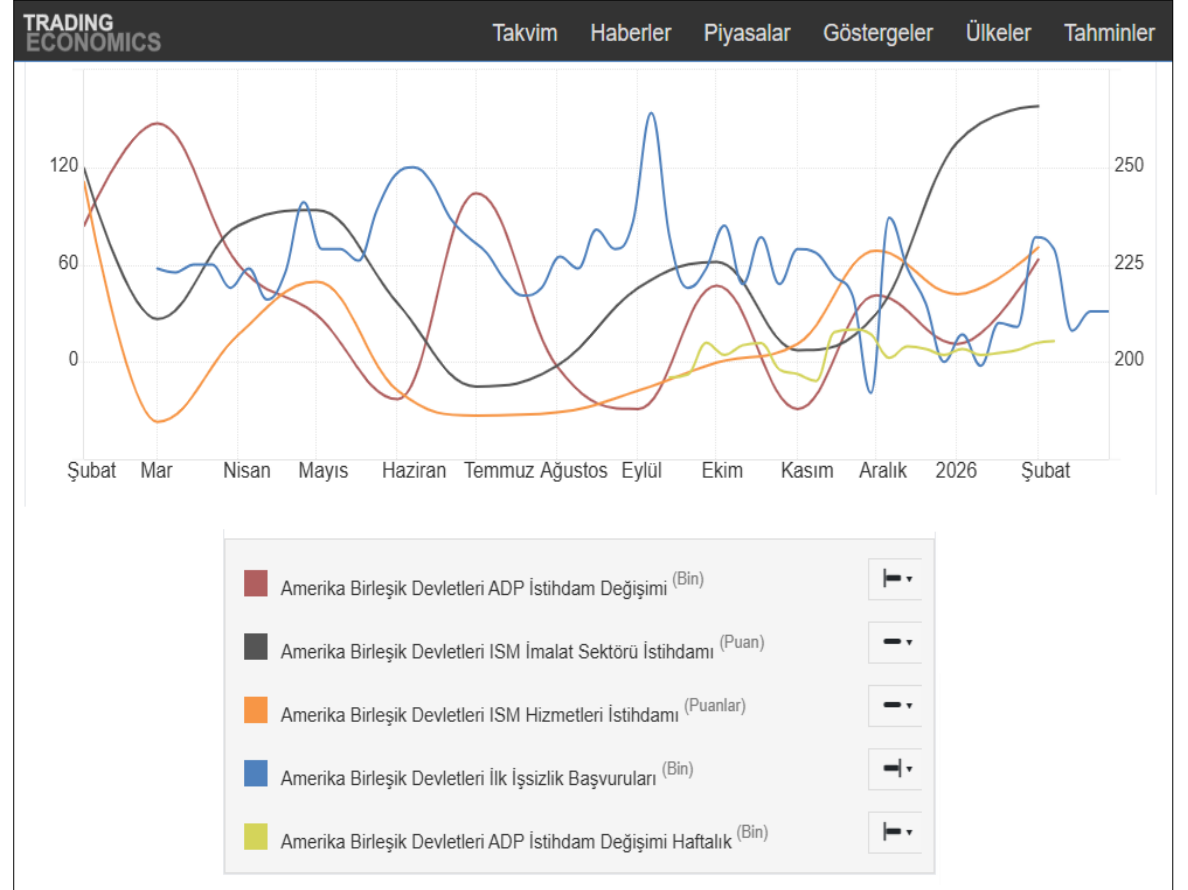 TRADING
ECONOMICS
Takvim Haberler Piyasalar Göstergeler Ülkeler Tahminler
120 250
60 225
0 200
Şubat Mar Nisan Mayıs Haziran Temmuz Ağustos Eylül Ekim Kasım Aralık 2026 Şubat
Amerika Birleşik Devletleri ADP İstihdam Değişimi (Bin)
Amerika Birleşik Devletleri ISM İmalat Sektörü İstihdamı (Puan)
Amerika Birleşik Devletleri ISM Hizmetleri İstihdamı (Puanlar)
Amerika Birleşik Devletleri İlk İşsizlik Başvuruları (Bin)
Amerika Birleşik Devletleri ADP İstihdam Değişimi Haftalık (Bin)